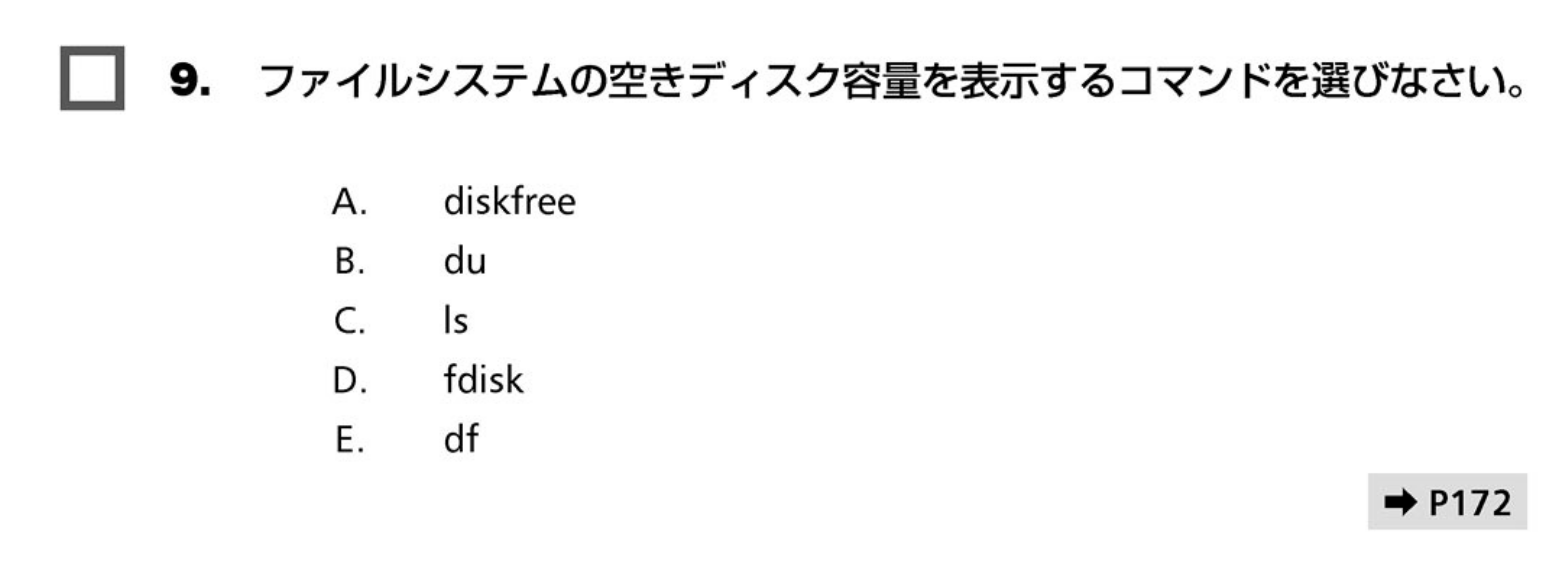 9. ファイルシステムの空きディスク容量を表示するコマンドを選びなさい。
A. diskfree
B. du
C. ls
D. fdisk
E. df
➡ P172